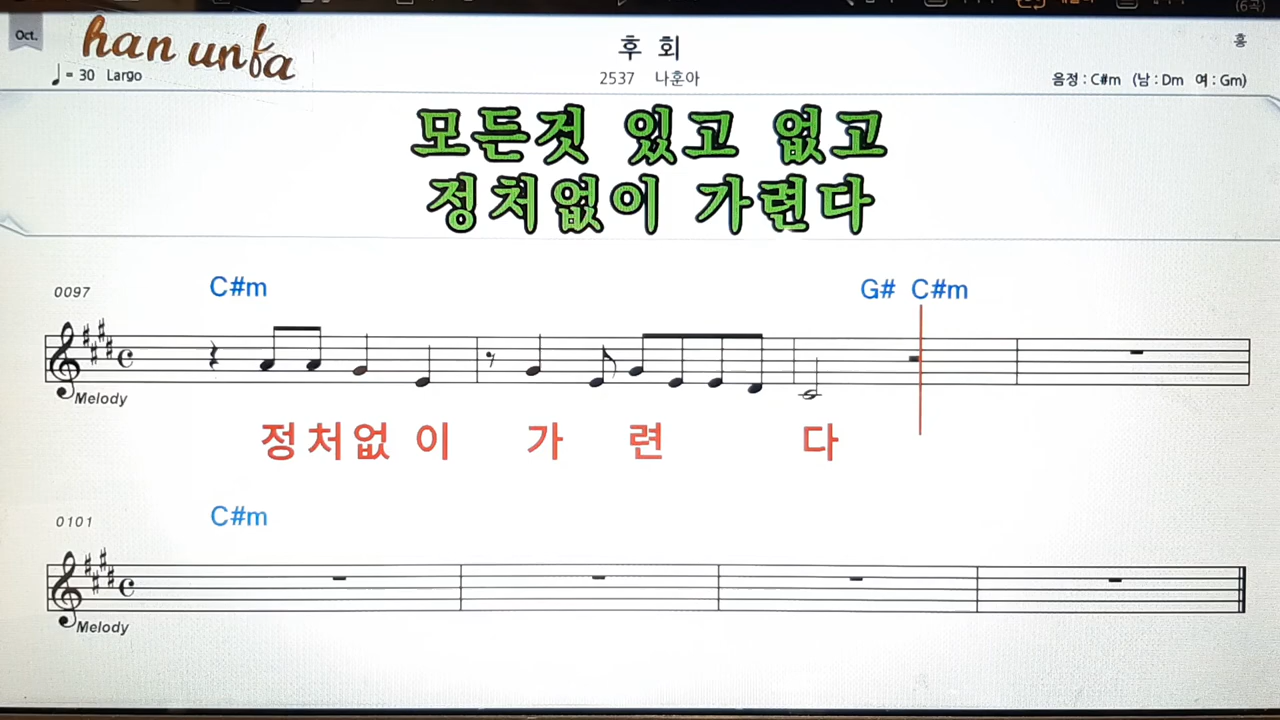 Oct.
han unfa
= 30 Largo
후 회
2537 나훈아
홍
음정 : C#m (남 : Dm 여 : Gm)
모든것 있고 없고
정처없이 가련다
0097
C#m
G# C#m
Melody
정처없 이 가 련 다
0101
C#m
Melody